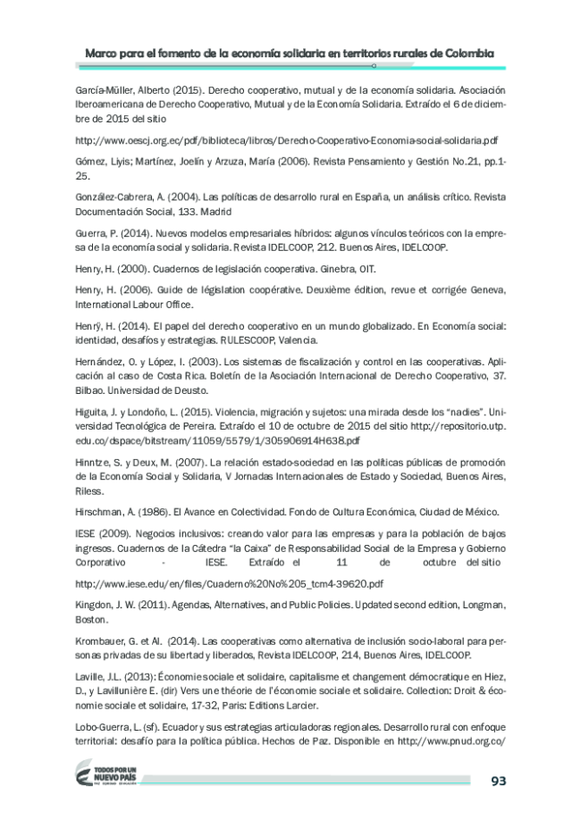 Marco para el fomento de la economía solidaria en territorios rurales de Colombia
García-Müller, Alberto (2015). Derecho cooperativo, mutual y de la economía solidaria. Asociación
Iberoamericana de Derecho Cooperativo, Mutual y de la Economía Solidaria. Extraído el 6 de diciem-
bre de 2015 del sitio
http://www.oescj.org.ec/pdf/biblioteca/libros/Derecho-Cooperativo-Economia-social-solidaria.pdf
Gómez, Liyis; Martínez, Joelín y Arzuza, María (2006). Revista Pensamiento y Gestión No.21, pp.1-
25.
González-Cabrera, A. (2004). Las políticas de desarrollo rural en España, un análisis crítico. Revista
Documentación Social, 133. Madrid
Guerra, P. (2014). Nuevos modelos empresariales híbridos: algunos vínculos teóricos con la empre-
sa de la economía social y solidaria. Revista IDELCOOP, 212. Buenos Aires, IDELCOOP.
Henry, H. (2000). Cuadernos de legislación cooperativa. Ginebra, OIT.
Henry, H. (2006). Guide de législation coopérative. Deuxième édition, revue et corrigée Geneva,
International Labour Office.
Henrÿ, H. (2014). El papel del derecho cooperativo en un mundo globalizado. En Economía social:
identidad, desafíos y estrategias. RULESCOOP, Valencia.
Hernández, O. y López, I. (2003). Los sistemas de fiscalización y control en las cooperativas. Apli-
cación al caso de Costa Rica. Boletín de la Asociación Internacional de Derecho Cooperativo, 37.
Bilbao. Universidad de Deusto.
Higuita, J. y Londoño, L. (2015). Violencia, migración y sujetos: una mirada desde los “nadies”. Uni-
versidad Tecnológica de Pereira. Extraído el 10 de octubre de 2015 del sitio http://repositorio.utp.
edu.co/dspace/bitstream/11059/5579/1/305906914H638.pdf
Hinntze, S. y Deux, M. (2007). La relación estado-sociedad en las políticas públicas de promoción
de la Economía Social y Solidaria, V Jornadas Internacionales de Estado y Sociedad, Buenos Aires,
Riless.
Hirschman, A. (1986). El Avance en Colectividad. Fondo de Cultura Económica, Ciudad de México.
IESE (2009). Negocios inclusivos: creando valor para las empresas y para la población de bajos
ingresos. Cuadernos de la Cátedra “la Caixa” de Responsabilidad Social de la Empresa y Gobierno
Corporativo - IESE. Extraído el 11 de octubre del sitio
http://www.iese.edu/en/files/Cuaderno%20No%205_tcm4-39620.pdf
Kingdon, J. W. (2011). Agendas, Alternatives, and Public Policies. Updated second edition, Longman,
Boston.
Krombauer, G. et Al. (2014). Las cooperativas como alternativa de inclusión socio-laboral para per-
sonas privadas de su libertad y liberados, Revista IDELCOOP, 214, Buenos Aires, IDELCOOP.
Laville, J.L. (2013): Économie sociale et solidaire, capitalisme et changement démocratique en Hiez,
D., y Lavillunière E. (dir) Vers une théorie de l’économie sociale et solidaire. Collection: Droit & éco-
nomie sociale et solidaire, 17-32, Paris: Editions Larcier.
Lobo-Guerra, L. (sf). Ecuador y sus estrategias articuladoras regionales. Desarrollo rural con enfoque
territorial: desafío para la política pública. Hechos de Paz. Disponible en http://www.pnud.org.co/
TODOS POR UN
NUEVO PAÍS
93